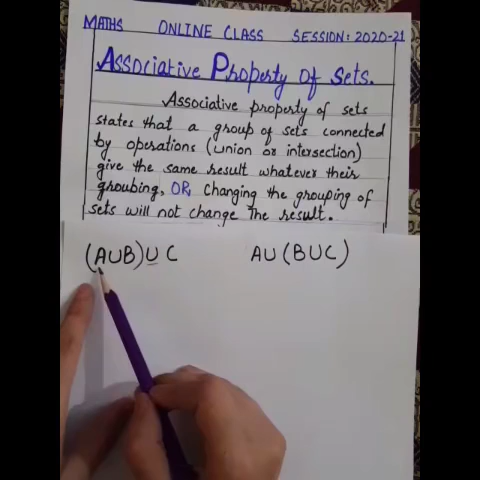 MATHS ONLINE CLASS SESSION: 2020-21
Associative Property Of Sets.
Associative property of sets
states that a group of sets connected
by operations (union or intersection)
give the same result whatever their
groubing, OR Changing the grouping of
sets will not change The result.
(AUB) U C AU (BUC)